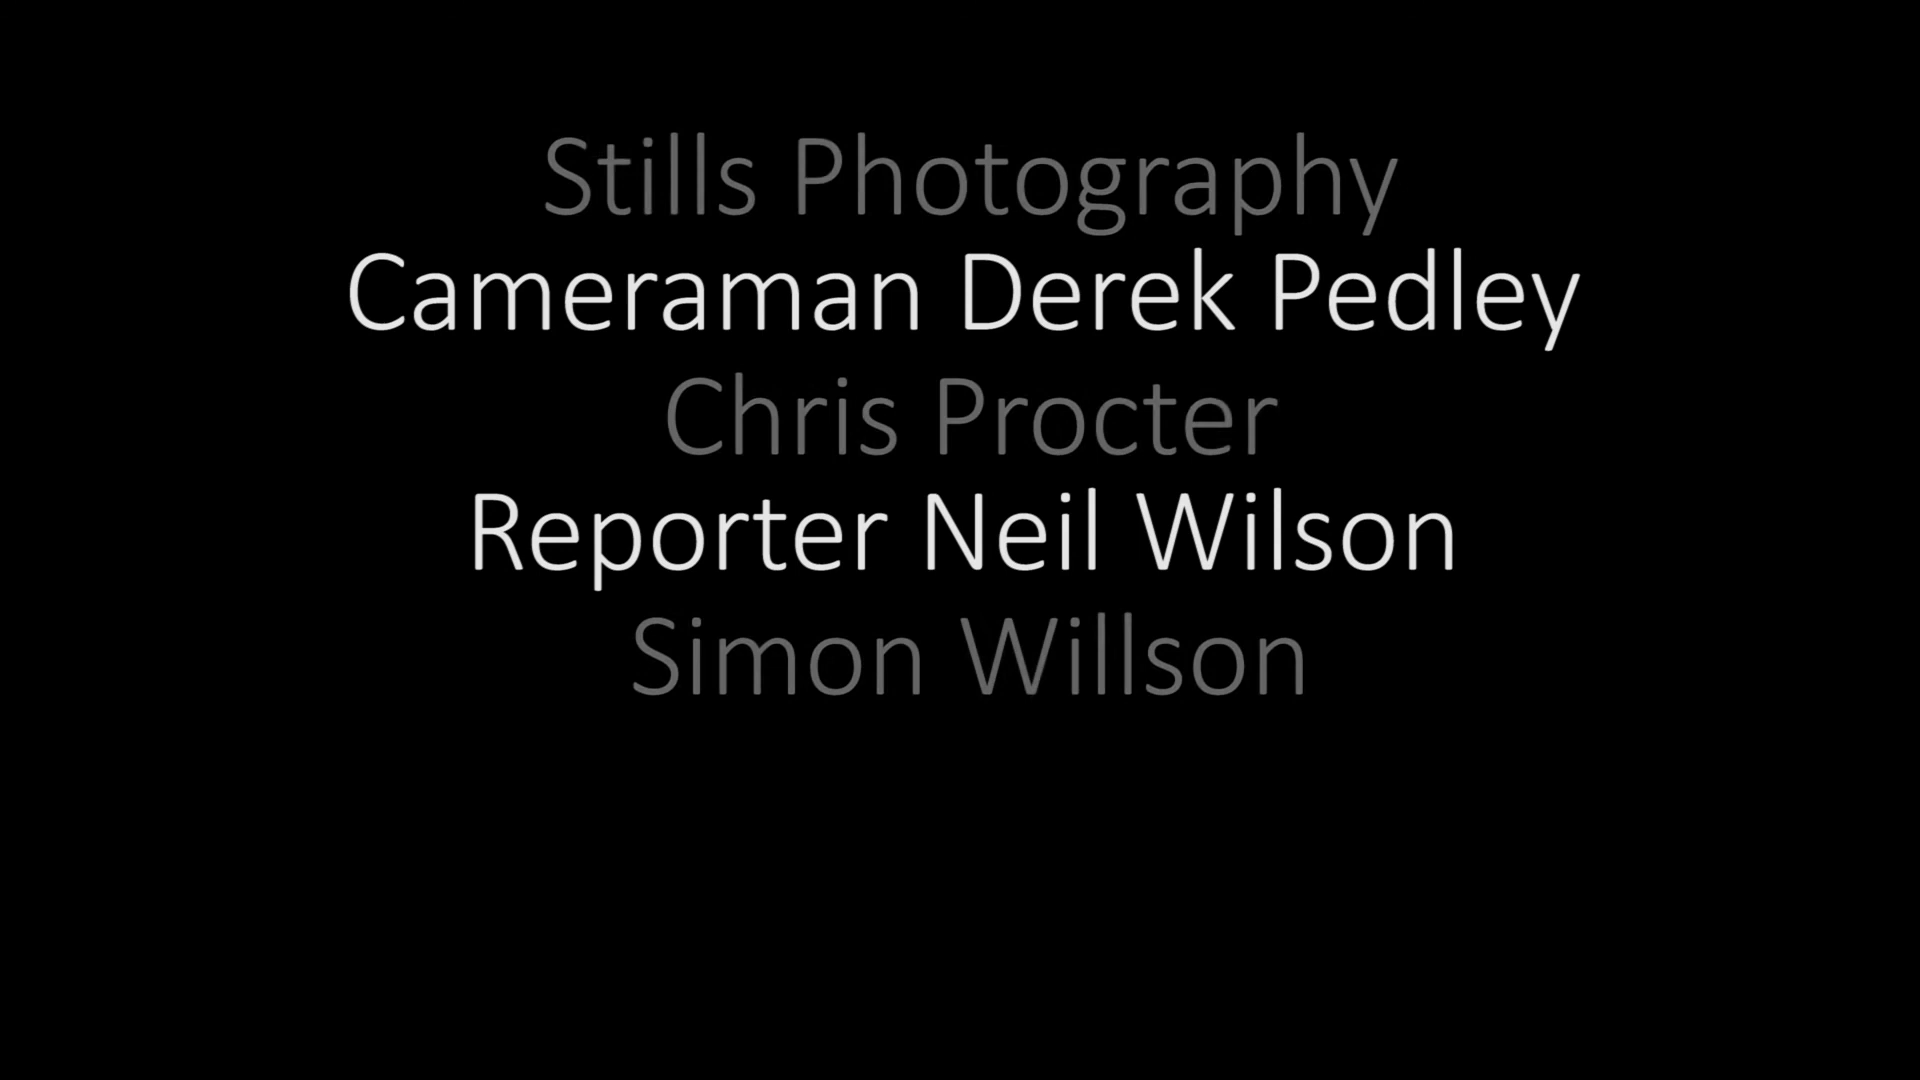 Stills Photography
Cameraman Derek Pedley
Chris Procter
Reporter Neil Wilson
Simon Willson